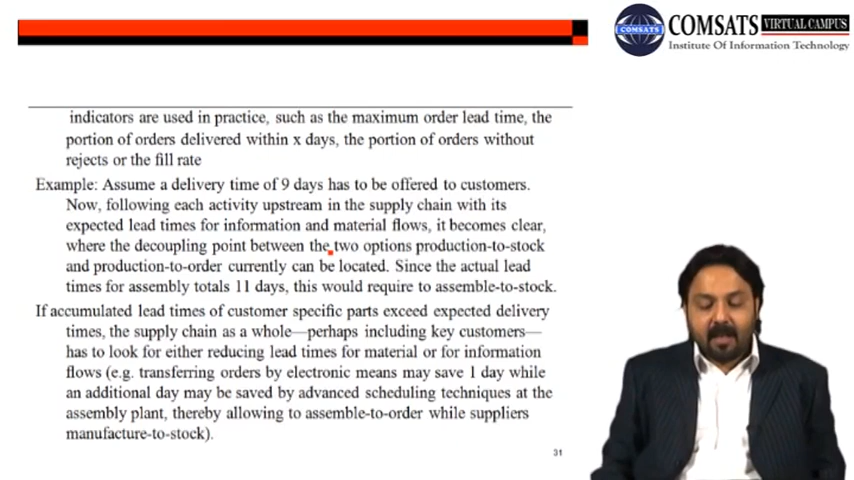 COMSATS
COMSATS VIRTUAL CAMPUS
Institute Of Information Technology
indicators are used in practice, such as the maximum order lead time, the
portion of orders delivered within x days, the portion of orders without
rejects or the fill rate
Example: Assume a delivery time of 9 days has to be offered to customers.
Now, following each activity upstream in the supply chain with its
expected lead times for information and material flows, it becomes clear,
where the decoupling point between the two options production-to-stock
and production-to-order currently can be located. Since the actual lead
times for assembly totals 11 days, this would require to assemble-to-stock.
If accumulated lead times of customer specific parts exceed expected delivery
times, the supply chain as a whole—perhaps including key customers—
has to look for either reducing lead times for material or for information
flows (e.g. transferring orders by electronic means may save 1 day while
an additional day may be saved by advanced scheduling techniques at the
assembly plant, thereby allowing to assemble-to-order while suppliers
manufacture-to-stock).
31